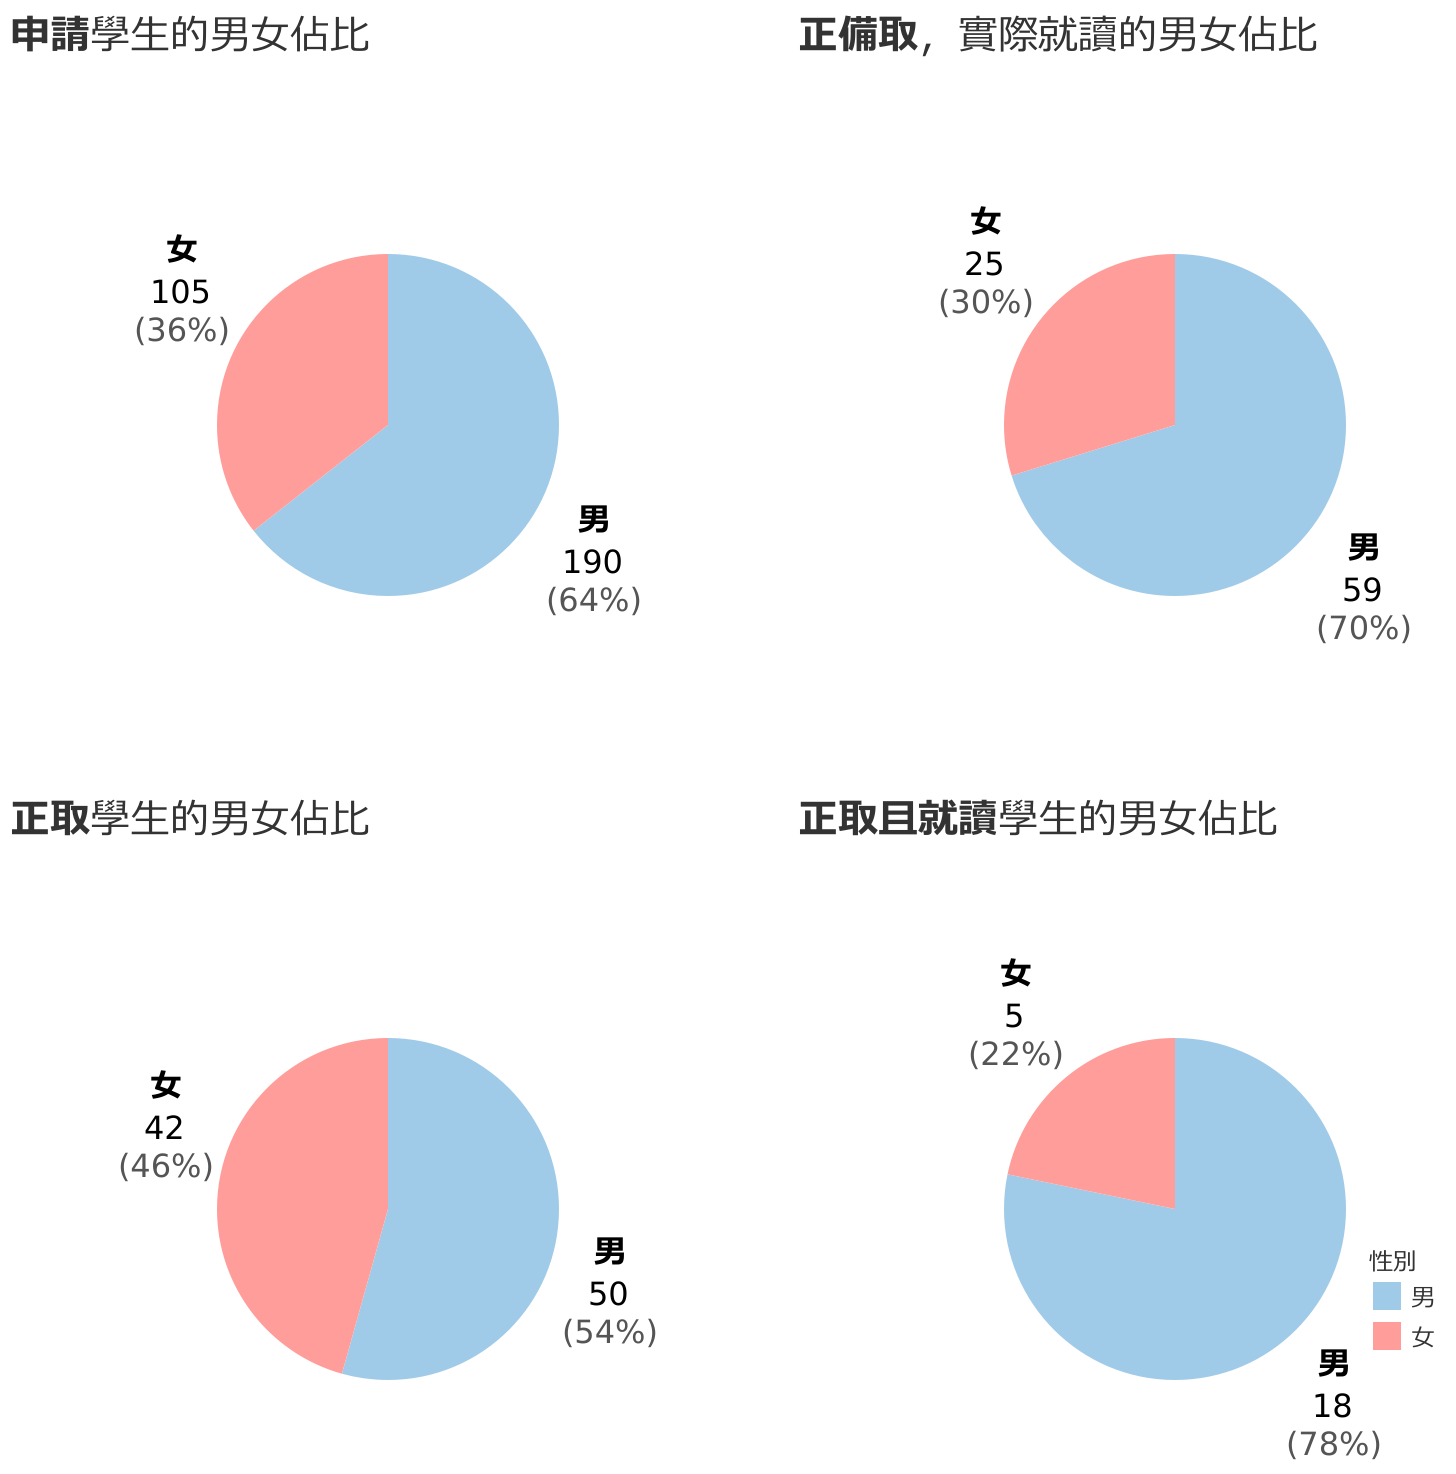 申請學生的男女佔比
女
105
(36%)
男
190
(64%)
正備取，實際就讀的男女佔比
女
25
(30%)
男
59
(70%)
正取學生的男女佔比
女
42
(46%)
男
50
(54%)
正取且就讀學生的男女佔比
女
5
(22%)
男
18
(78%)
性別
男
女